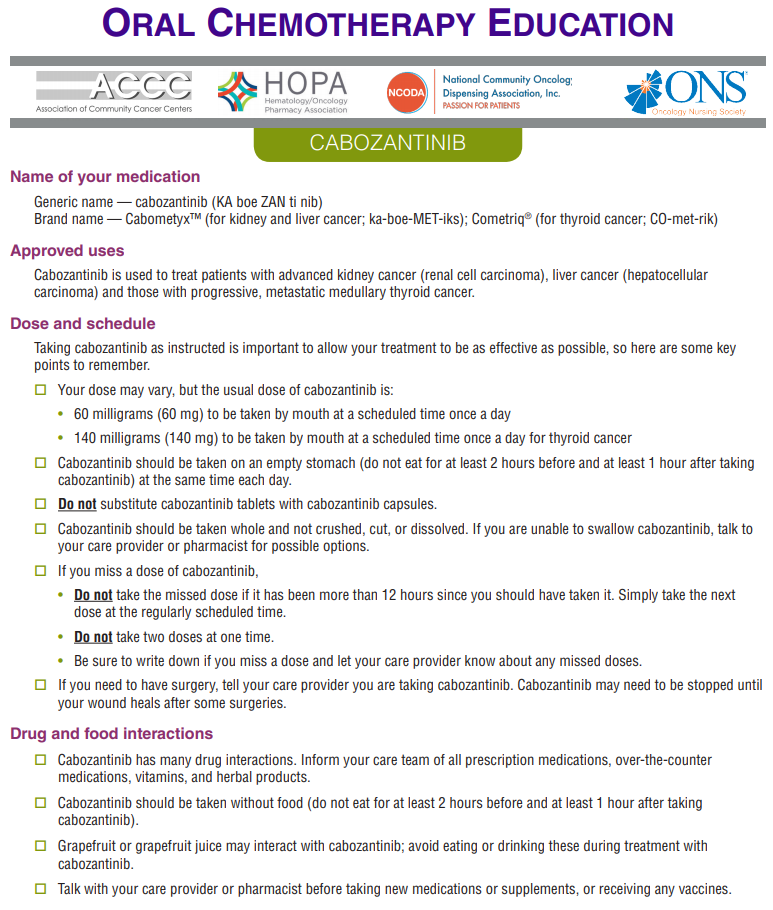 ORAL CHEMOTHERAPY EDUCATION
ACCC
Association of Community Cancer Centers
HOPA
Hematology/Oncology
Pharmacy Association
NCODA
National Community Oncolog;
Dispensing Association, Inc.
PASSION FOR PATIENTS
ONS®
Oncology Nursing Society
CABOZANTINIB
Name of your medication
Generic name — cabozantinib (KA boe ZAN ti nib)
Brand name — Cabometyx™ (for kidney and liver cancer; ka-boe-MET-iks); Cometriq® (for thyroid cancer; CO-met-rik)
Approved uses
Cabozantinib is used to treat patients with advanced kidney cancer (renal cell carcinoma), liver cancer (hepatocellular
carcinoma) and those with progressive, metastatic medullary thyroid cancer.
Dose and schedule
Taking cabozantinib as instructed is important to allow your treatment to be as effective as possible, so here are some key
points to remember.
□ Your dose may vary, but the usual dose of cabozantinib is:
• 60 milligrams (60 mg) to be taken by mouth at a scheduled time once a day
• 140 milligrams (140 mg) to be taken by mouth at a scheduled time once a day for thyroid cancer
□ Cabozantinib should be taken on an empty stomach (do not eat for at least 2 hours before and at least 1 hour after taking
cabozantinib) at the same time each day.
□ Do not substitute cabozantinib tablets with cabozantinib capsules.
□ Cabozantinib should be taken whole and not crushed, cut, or dissolved. If you are unable to swallow cabozantinib, talk to
your care provider or pharmacist for possible options.
□ If you miss a dose of cabozantinib,
• Do not take the missed dose if it has been more than 12 hours since you should have taken it. Simply take the next
dose at the regularly scheduled time.
• Do not take two doses at one time.
• Be sure to write down if you miss a dose and let your care provider know about any missed doses.
□ If you need to have surgery, tell your care provider you are taking cabozantinib. Cabozantinib may need to be stopped until
your wound heals after some surgeries.
Drug and food interactions
□ Cabozantinib has many drug interactions. Inform your care team of all prescription medications, over-the-counter
medications, vitamins, and herbal products.
□ Cabozantinib should be taken without food (do not eat for at least 2 hours before and at least 1 hour after taking
cabozantinib).
□ Grapefruit or grapefruit juice may interact with cabozantinib; avoid eating or drinking these during treatment with
cabozantinib.
□ Talk with your care provider or pharmacist before taking new medications or supplements, or receiving any vaccines.